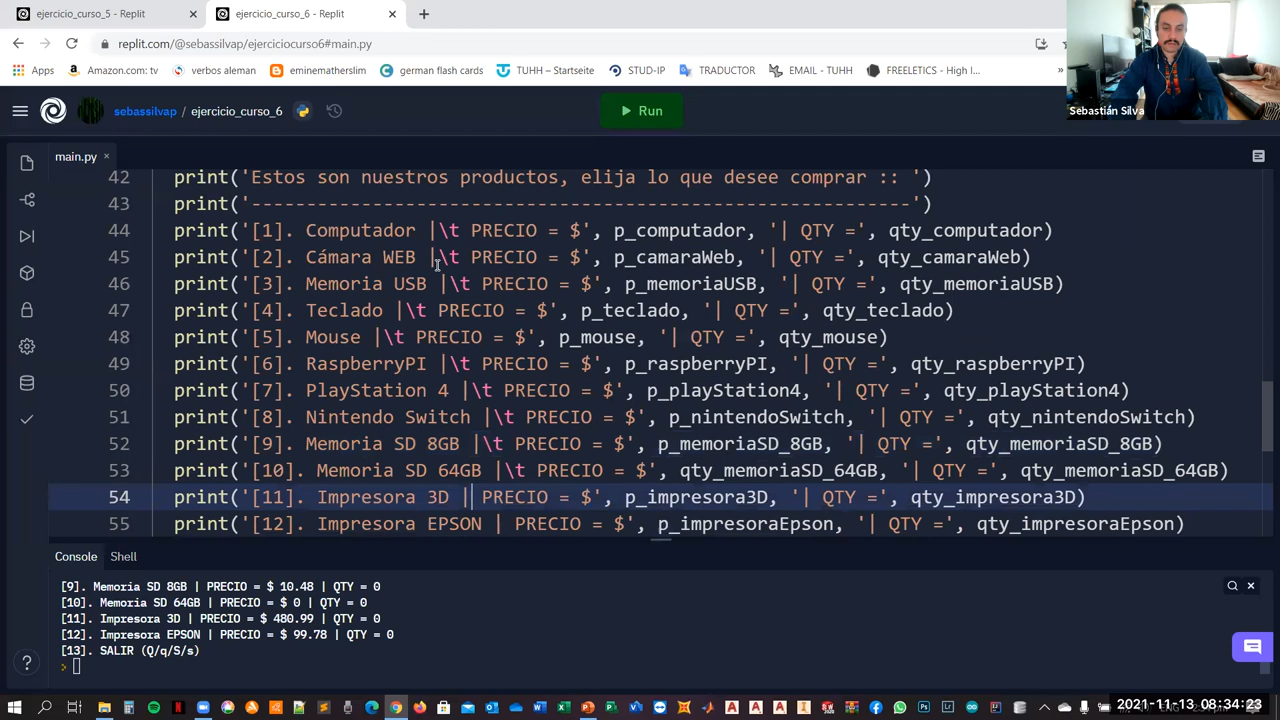 ejercicio_curso_5 - Replit
ejercicio_curso_6 - Replit
replit.com/@sebassilvap/ejerciciocurso6#main.py
Apps
Amazon.com: tv
verbos aleman
eminematherslim
german flash cards
TUHH – Startseite
STUD-IP
TRADUCTOR
EMAIL - TUHH
FREELETICS - High I...
Sebastián Silva
sebassilvap / ejercicio_curso_6
Run
main.py
42 print('Estos son nuestros productos, elija lo que desee comprar :: ')
43 print('------------------------------------------------------------')
44 print('[1]. Computador |\t PRECIO = $', p_computador, '| QTY =', qty_computador)
45 print('[2]. Cámara WEB |\t PRECIO = $', p_camaraWeb, '| QTY =', qty_camaraWeb)
46 print('[3]. Memoria USB |\t PRECIO = $', p_memoriaUSB, '| QTY =', qty_memoriaUSB)
47 print('[4]. Teclado |\t PRECIO = $', p_teclado, '| QTY =', qty_teclado)
48 print('[5]. Mouse |\t PRECIO = $', p_mouse, '| QTY =', qty_mouse)
49 print('[6]. RaspberryPI |\t PRECIO = $', p_raspberryPI, '| QTY =', qty_raspberryPI)
50 print('[7]. PlayStation 4 |\t PRECIO = $', p_playStation4, '| QTY =', qty_playStation4)
51 print('[8]. Nintendo Switch |\t PRECIO = $', p_nintendoSwitch, '| QTY =', qty_nintendoSwitch)
52 print('[9]. Memoria SD 8GB |\t PRECIO = $', p_memoriaSD_8GB, '| QTY =', qty_memoriaSD_8GB)
53 print('[10]. Memoria SD 64GB |\t PRECIO = $', qty_memoriaSD_64GB, '| QTY =', qty_memoriaSD_64GB)
54 print('[11]. Impresora 3D | PRECIO = $', p_impresora3D, '| QTY =', qty_impresora3D)
55 print('[12]. Impresora EPSON | PRECIO = $', p_impresoraEpson, '| QTY =', qty_impresoraEpson)
Console
Shell
[9]. Memoria SD 8GB | PRECIO = $ 10.48 | QTY = 0
[10]. Memoria SD 64GB | PRECIO = $ 0 | QTY = 0
[11]. Impresora 3D | PRECIO = $ 480.99 | QTY = 0
[12]. Impresora EPSON | PRECIO = $ 99.78 | QTY = 0
[13]. SALIR (Q/q/S/s)
2021-11-13 08:34:23